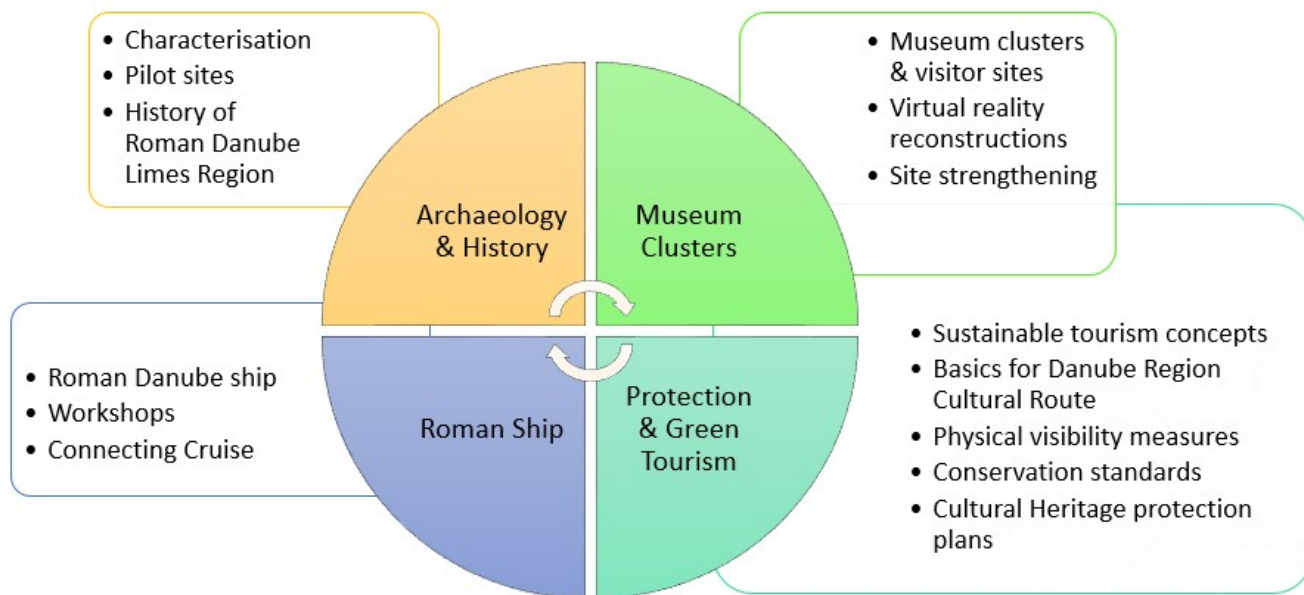 • Characterisation
• Pilot sites
• History of
Roman Danube
Limes Region
• Museum clusters
& visitor sites
• Virtual reality
reconstructions
• Site strengthening
Archaeology
& History
Museum
Clusters
• Roman Danube ship
• Workshops
• Connecting Cruise
Roman Ship
Protection
& Green
Tourism
• Sustainable tourism concepts
• Basics for Danube Region
Cultural Route
• Physical visibility measures
• Conservation standards
• Cultural Heritage protection
plans